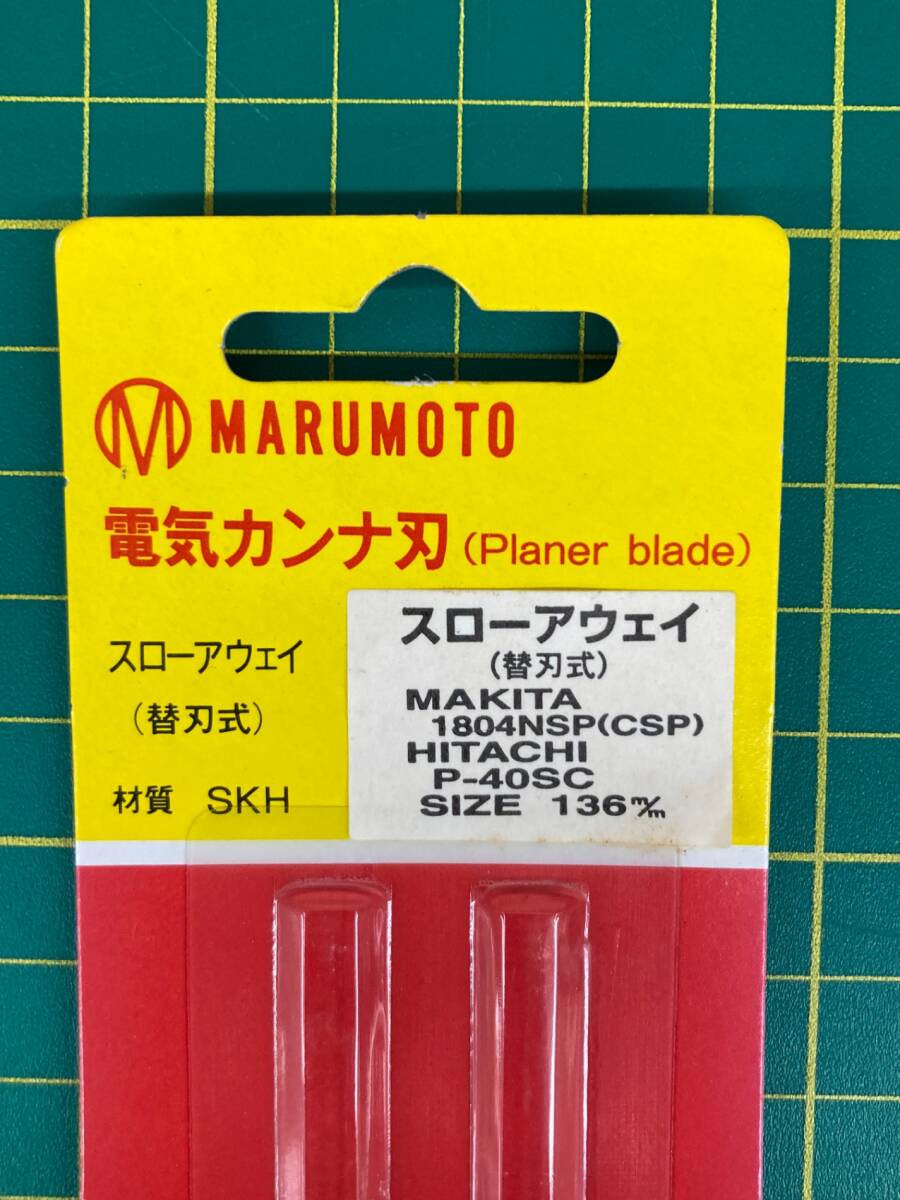 MARUMOTO
電気カンナ刃 (Planer blade)
スローアウェイ
(替刃式)
材質 SKH
スローアウェイ
(替刃式)
MAKITA
1804NSP(CSP)
HITACHI
P-40SC
SIZE 136m/m